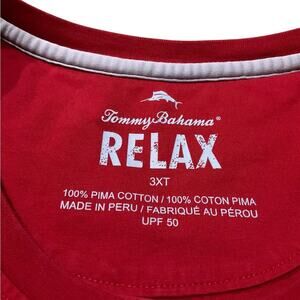 Tommy Bahama®
RELAX
3XT
100% PIMA COTTON / 100% COTON PIMA
MADE IN PERU / FABRIQUÉ AU PÉROU
UPF 50